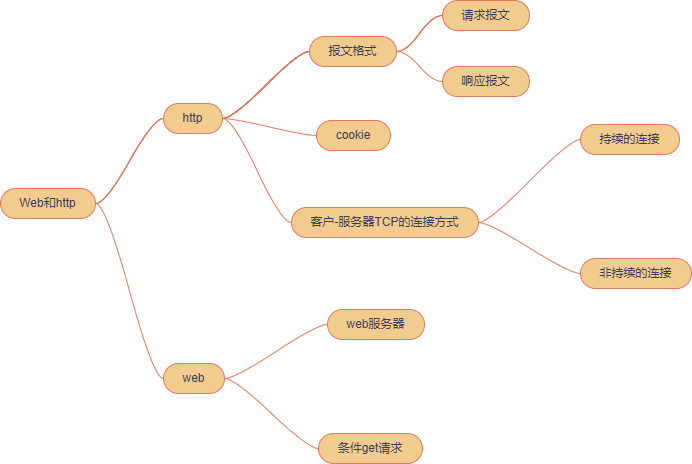 请求报文
报文格式
响应报文
http
cookie
持续的连接
Web和http
客户-服务器TCP的连接方式
非持续的连接
web服务器
web
条件get请求